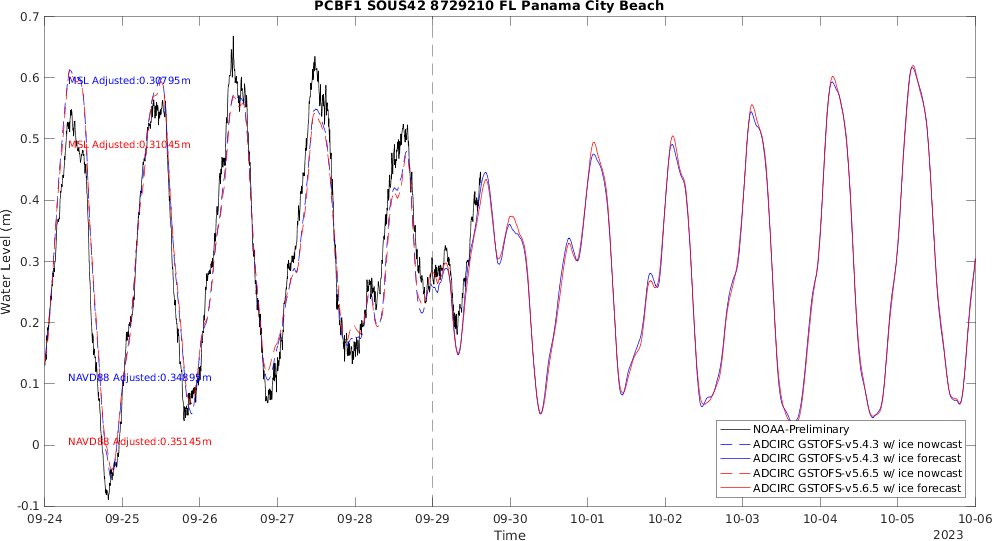 PCBF1 SOUS42 8729210 FL Panama City Beach
0.7
0.6
0.5
0.4
0.3
0.2
0.1
0
-0.1
Water Level (m)
MSL Adjusted:0.30795m
MSL Adjusted:0.31045m
NAVD88 Adjusted:0.34895m
NAVD88 Adjusted:0.35145m
NOAA-Preliminary
ADCIRC GSTOFS-v5.4.3 w/ ice nowcast
ADCIRC GSTOFS-v5.4.3 w/ ice forecast
ADCIRC GSTOFS-v5.6.5 w/ ice nowcast
ADCIRC GSTOFS-v5.6.5 w/ ice forecast
09-24 09-25 09-26 09-27 09-28 09-29 09-30 10-01 10-02 10-03 10-04 10-05 10-06
Time
2023